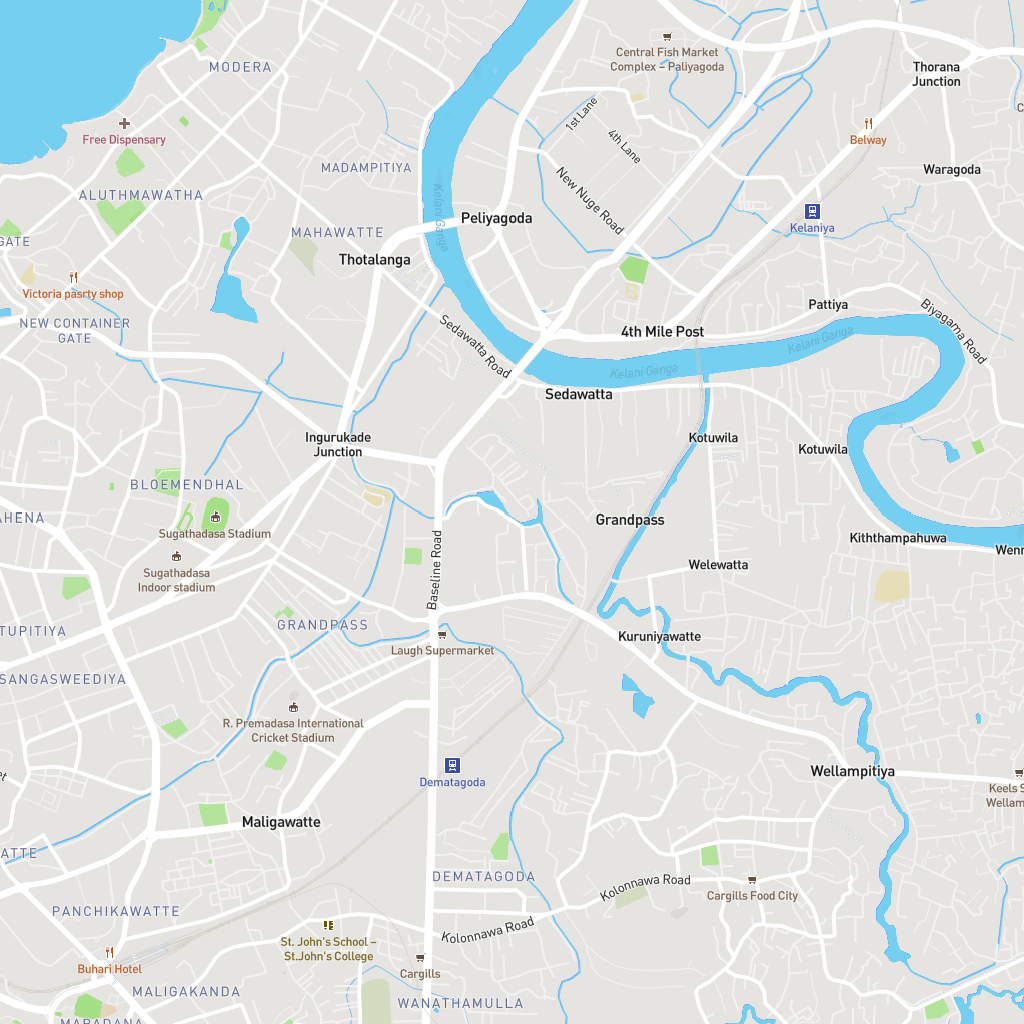 Central Fish Market
Complex – Paliyagoda
MODERA
Thorana
Junction
1st Lane
Free Dispensary
4th Lane
Belway
MADAMPITIYA
Waragoda
ALUTHMAWATHA
New Nuge Road
Kelani Ganga
Peliyagoda
Kelaniya
MAHAWATTE
GATE
Thotalanga
Victoria pasrty shop
Pattiya
Biyagama Road
NEW CONTAINER
GATE
Sedawatta Road
4th Mile Post
Kelani Ganga
Kelani Ganga
Sedawatta
Ingurukade
Junction
Kotuwila
Kotuwila
BLOEMENDHAL
AHENA
Sugathadasa Stadium
Grandpass
Kiththampahuwa
Wenn
Sugathadasa
Indoor stadium
Baseline Road
Welewatta
TUPITIYA
GRANDPASS
Kuruniyawatte
Laugh Supermarket
SANGASWEEDIYA
R. Premadasa International
Cricket Stadium
Dematagoda
Wellampitiya
Keels S
Wellam
Maligawatte
ATTE
DEMATAGODA
Kolonnawa Road
Cargills Food City
PANCHIKAWATTE
Kolonnawa Road
St. John's School –
St.John's College
Buhari Hotel
Cargills
MALIGAKANDA
WANATHAMULLA
MARADANA